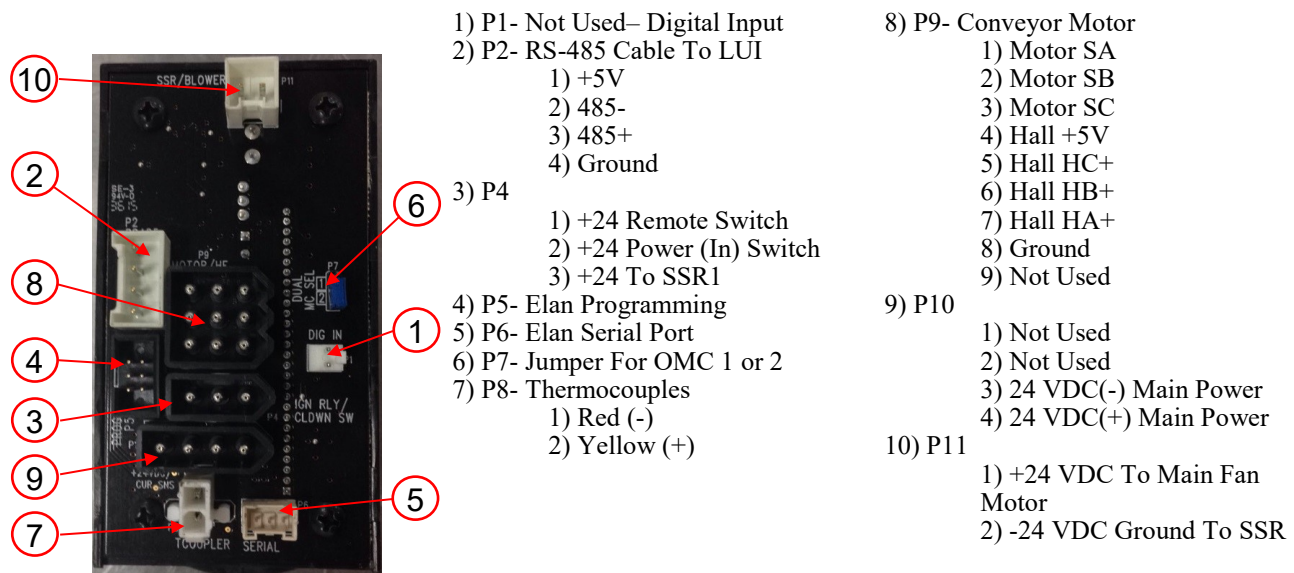 1) P1- Not Used– Digital Input
2) P2- RS-485 Cable To LUI
1) +5V
2) 485-
3) 485+
4) Ground
3) P4
1) +24 Remote Switch
2) +24 Power (In) Switch
3) +24 To SSR1
4) P5- Elan Programming
5) P6- Elan Serial Port
6) P7- Jumper For OMC 1 or 2
7) P8- Thermocouples
1) Red (-)
2) Yellow (+)
8) P9- Conveyor Motor
1) Motor SA
2) Motor SB
3) Motor SC
4) Hall +5V
5) Hall HC+
6) Hall HB+
7) Hall HA+
8) Ground
9) Not Used
9) P10
1) Not Used
2) Not Used
3) 24 VDC(-) Main Power
4) 24 VDC(+) Main Power
10) P11
1) +24 VDC To Main Fan
Motor
2) -24 VDC Ground To SSR
10
2
8
4
3
9
7
6
1
5
SSR/BLOWER
P11
P2
P9
MOTOR/HF
DUAL
MC SEL
1
2
P7
DIG IN
IGN RLY/
CLDWN SW
P5
CUR SNS
TCOUPLER
SERIAL
P6